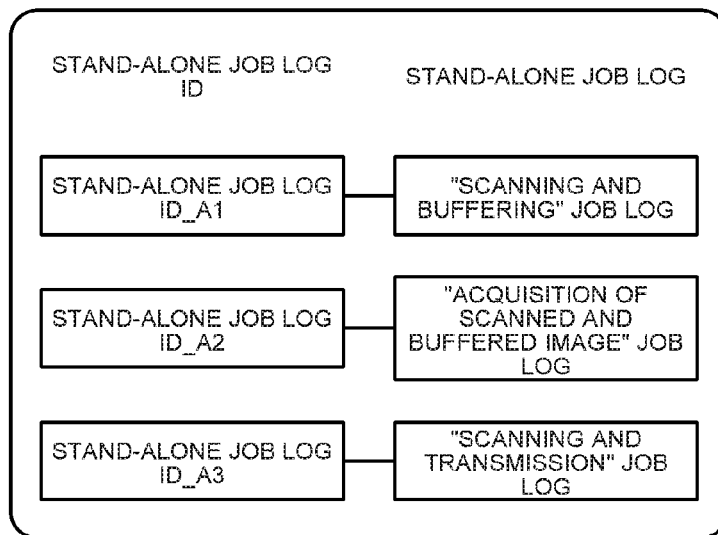 STAND-ALONE JOB LOG
ID
STAND-ALONE JOB LOG
STAND-ALONE JOB LOG
ID_A1
"SCANNING AND
BUFFERING" JOB LOG
STAND-ALONE JOB LOG
ID_A2
"ACQUISITION OF
SCANNED AND
BUFFERED IMAGE" JOB
LOG
STAND-ALONE JOB LOG
ID_A3
"SCANNING AND
TRANSMISSION" JOB
LOG